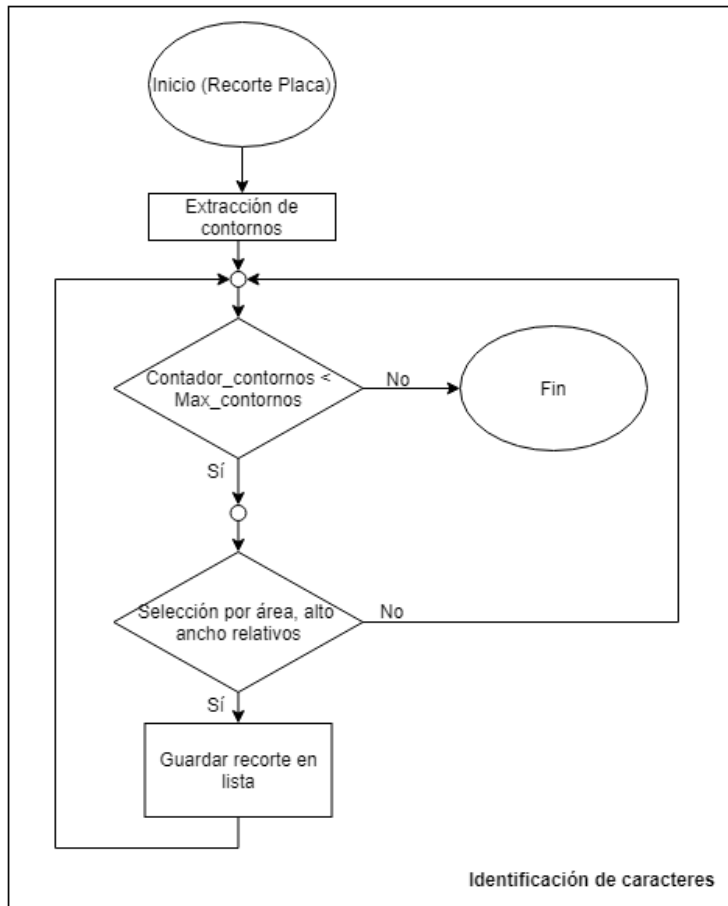 Inicio (Recorte Placa)
Extracción de
contornos
Contador_contornos <
Max_contornos
No
Fin
Sí
Selección por área, alto
ancho relativos
No
Sí
Guardar recorte en
lista
Identificación de caracteres